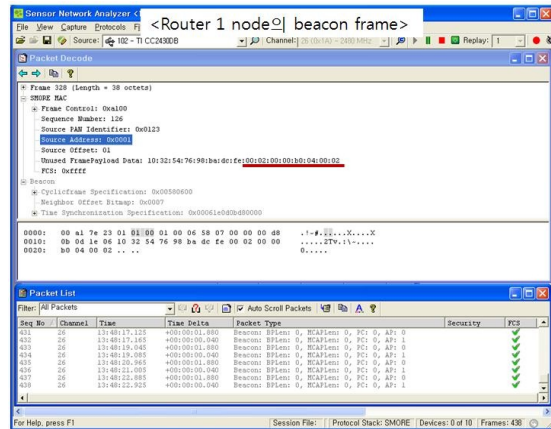 Sensor Network Analyzer <
<Router 1 node의 beacon frame>
File View Capture Protocols
Source: 102 - TI CC2430DB Channel: 26 (0x1A) - 2480 MHz Replay: 1
Packet Decode
Frame 328 (Length = 38 octets)
SMORE MAC
Frame Control: 0xa100
Sequence Number: 126
Source PAN Identifier: 0x0123
Source Address: 0x0001
Source Offset: 01
Unused FramePayload Data: 10:32:54:76:98:ba:dc:fe:00:02:00:00:b0:04:00:02
FCS: 0xffff
Beacon
Cyclicframe Specification: 0x00580600
Neighbor Offset Bitmap: 0x0007
Time Synchronization Specification: 0x00061e0d0bd80000
0000: 00 a1 7e 23 01 01 00 01 00 06 58 07 00 00 00 d8 ..~#......X....X
0010: 0b 0d 1e 06 10 32 54 76 98 ba dc fe 00 02 00 00
0020: b0 04 00 02 .. .. 0.....
Packet List
Filter: All Packets Auto Scroll Packets
Seq No Channel Time Time Delta Packet Type Security FCS
431 26 13:48:17.125 +00:00:01.880 Beacon: BPLen: 0, MCAPLen: 0, PC: 0, AP: 0
432 26 13:48:17.165 +00:00:00.040 Beacon: BPLen: 0, MCAPLen: 0, PC: 0, AP: 1
433 26 13:48:19.045 +00:00:01.880 Beacon: BPLen: 0, MCAPLen: 0, PC: 0, AP: 0
434 26 13:48:19.085 +00:00:00.040 Beacon: BPLen: 0, MCAPLen: 0, PC: 0, AP: 1
435 26 13:48:20.965 +00:00:01.880 Beacon: BPLen: 0, MCAPLen: 0, PC: 0, AP: 0
436 26 13:48:21.005 +00:00:00.040 Beacon: BPLen: 0, MCAPLen: 0, PC: 0, AP: 1
437 26 13:48:22.885 +00:00:01.880 Beacon: BPLen: 0, MCAPLen: 0, PC: 0, AP: 0
438 26 13:48:22.925 +00:00:00.040 Beacon: BPLen: 0, MCAPLen: 0, PC: 0, AP: 1
For Help, press F1 Session File: Protocol Stack: SMORE Devices: 0 of 10 Frames: 438